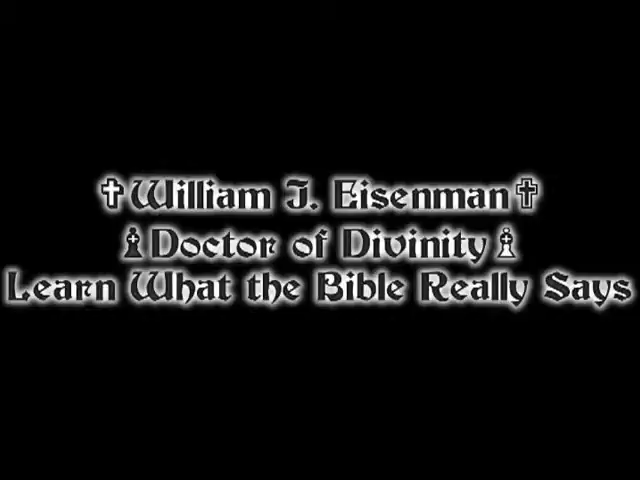 ✝William J. Eisenman✞
♝Doctor of Divinity♗
Learn What the Bible Really Says